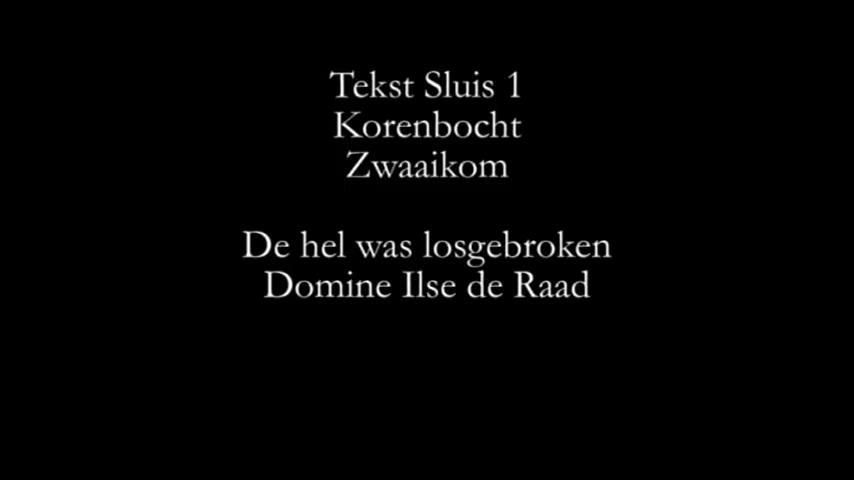 Tekst Sluis 1
Korenbocht
Zwaaikom
De hel was losgebroken
Domine Ilse de Raad